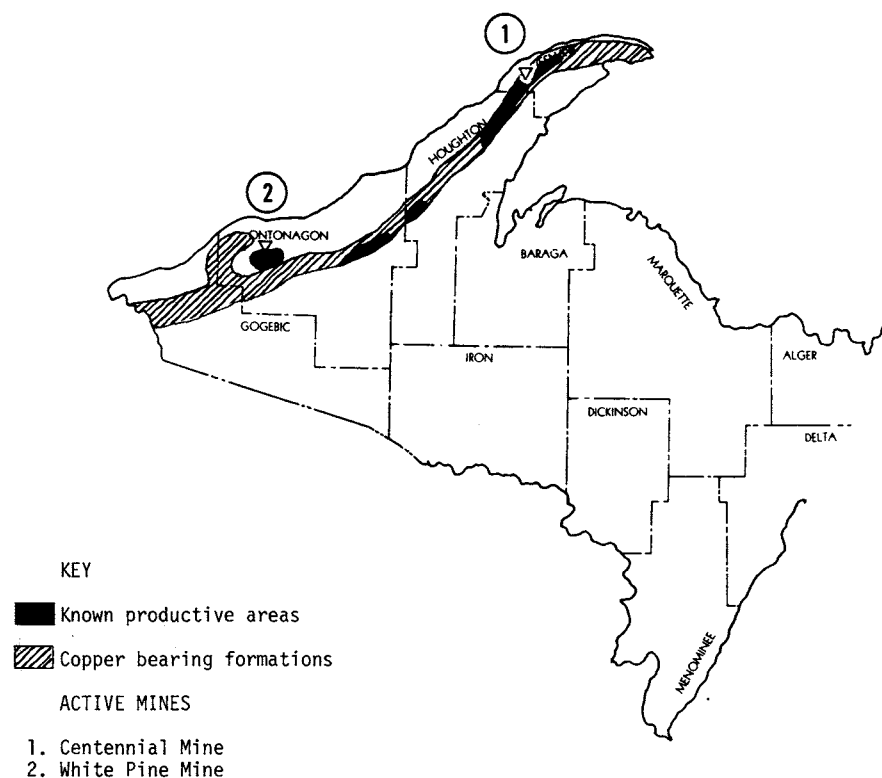 1
HOUGHTON
2
ONTONAGON
BARAGA
MARQUETTE
GOGEBIC
IRON
ALGER
DICKINSON
DELTA
MENOMINEE
KEY
Known productive areas
Copper bearing formations
ACTIVE MINES
1. Centennial Mine
2. White Pine Mine